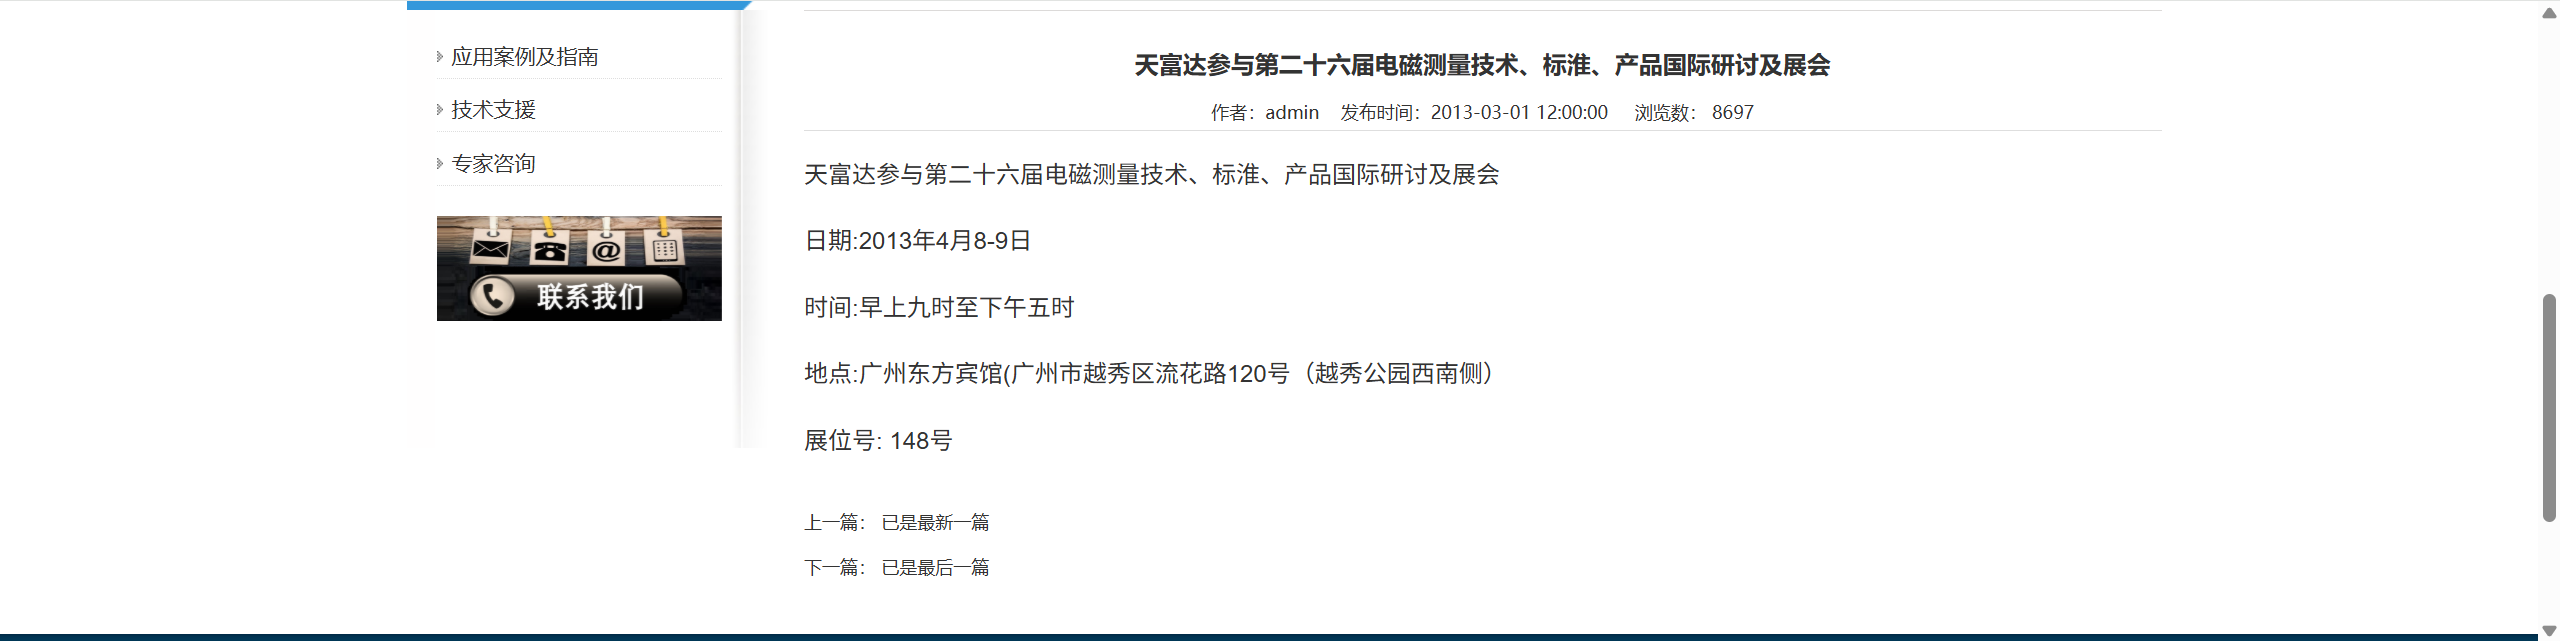 应用案例及指南
技术支援
专家咨询
@
联系我们
天富达参与第二十六届电磁测量技术、标淮、产品国际研讨及展会
作者：admin 发布时间：2013-03-01 12:00:00 浏览数： 8697
天富达参与第二十六届电磁测量技术、标淮、产品国际研讨及展会
日期:2013年4月8-9日
时间:早上九时至下午五时
地点:广州东方宾馆(广州市越秀区流花路120号（越秀公园西南侧）
展位号: 148号
上一篇： 已是最新一篇
下一篇： 已是最后一篇